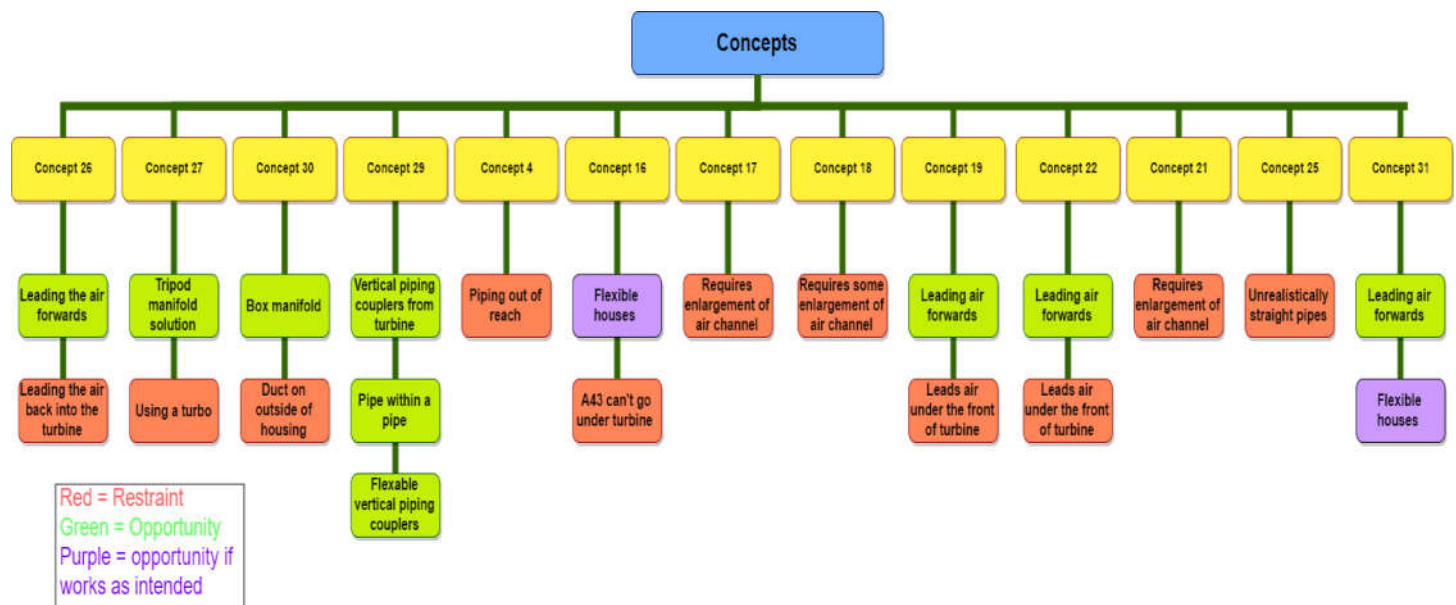 Concepts
Concept 26
Concept 27
Concept 30
Concept 29
Concept 4
Concept 16
Concept 17
Concept 18
Concept 19
Concept 22
Concept 21
Concept 25
Concept 31
Leading the air
forwards
Tripod
manifold
solution
Box manifold
Vertical piping
couplers from
turbine
Piping out of
reach
Flexible
houses
Requires
enlargement of
air channel
Requires some
enlargement of
air channel
Leading air
forwards
Leading air
forwards
Requires
enlargement of
air channel
Unrealistically
straight pipes
Leading air
forwards
Leading the air
back into the
turbine
Using a turbo
Duct on
outside of
housing
Pipe within a
pipe
A43 can't go
under turbine
Leads air
under the front
of turbine
Leads air
under the front
of turbine
Flexible
houses
Flexable
vertical piping
couplers
Red = Restraint
Green = Opportunity
Purple = opportunity if
works as intended